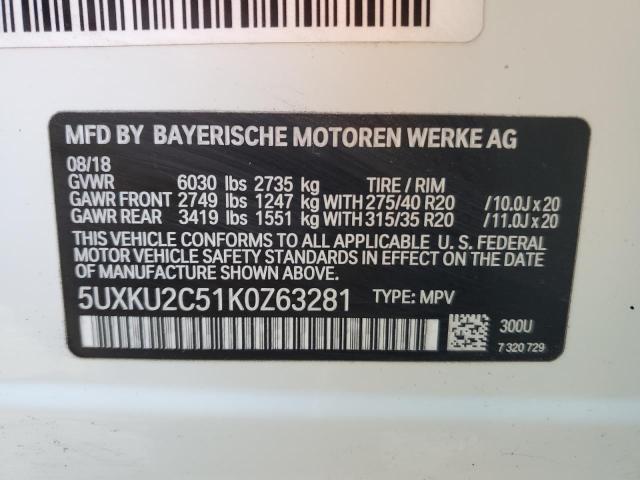 MFD BY BAYERISCHE MOTOREN WERKE AG
08/18
GVWR 6030 lbs 2735 kg TIRE / RIM
GAWR FRONT 2749 lbs 1247 kg WITH 275/40 R20 /10.0J x 20
GAWR REAR 3419 lbs 1551 kg WITH 315/35 R20 /11.0J x 20
THIS VEHICLE CONFORMS TO ALL APPLICABLE U. S. FEDERAL
MOTOR VEHICLE SAFETY STANDARDS IN EFFECT ON THE DATE
OF MANUFACTURE SHOWN ABOVE.
5UXKU2C51K0Z63281 TYPE: MPV
300U
7 320 729